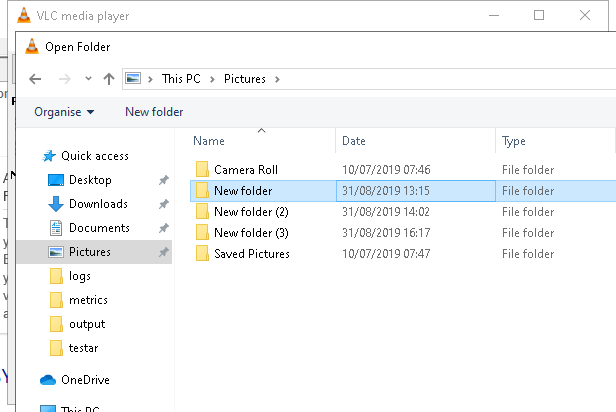 VLC media player
Open Folder
This PC Pictures
Organise New folder
Name Date Type
Quick access
Desktop
Downloads
Documents
Pictures
logs
metrics
output
testar
OneDrive
This PC
Camera Roll 10/07/2019 07:46 File folder
New folder 31/08/2019 13:15 File folder
New folder (2) 31/08/2019 14:02 File folder
New folder (3) 31/08/2019 16:17 File folder
Saved Pictures 10/07/2019 07:47 File folder